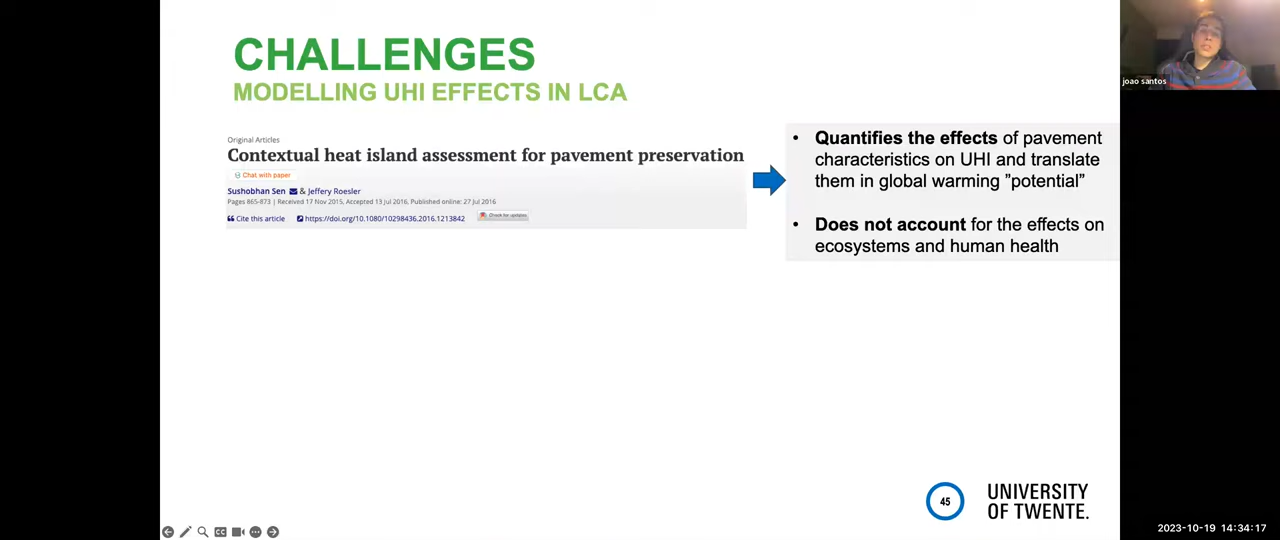 CHALLENGES
MODELLING UHI EFFECTS IN LCA
joao santos
Original Articles
Contextual heat island assessment for pavement preservation
Chat with paper
Sushobhan Sen & Jeffery Roesler
Pages 865-873 | Received 17 Nov 2015, Accepted 13 Jul 2016, Published online: 27 Jul 2016
Cite this article https://doi.org/10.1080/10298436.2016.1213842 Check for updates
• Quantifies the effects of pavement
characteristics on UHI and translate
them in global warming ”potential”
• Does not account for the effects on
ecosystems and human health
45
UNIVERSITY
OF TWENTE.
CC
2023-10-19 14:34:17